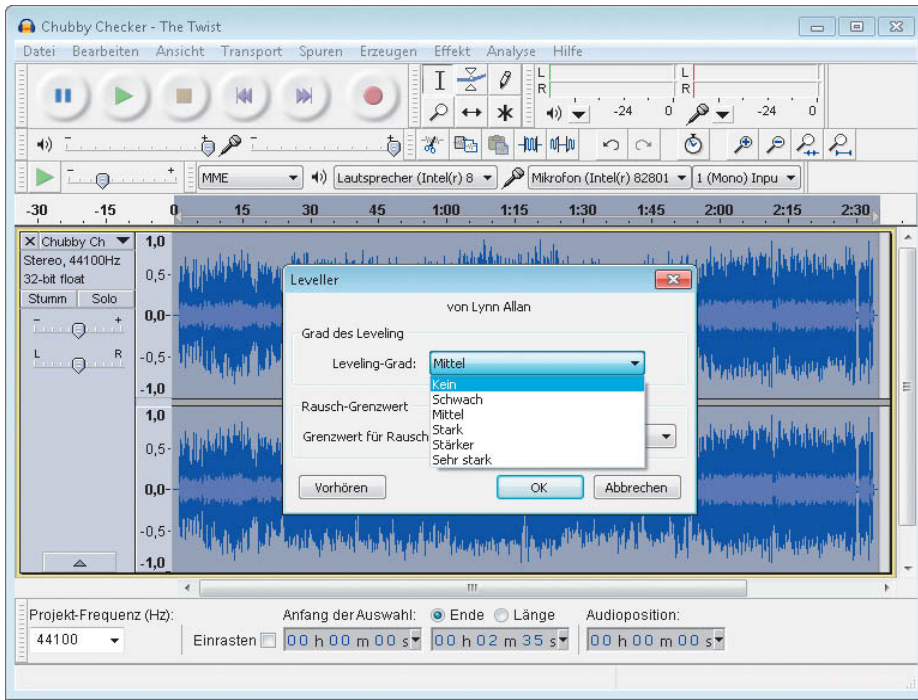 Chubby Checker - The Twist
Datei Bearbeiten Ansicht Transport Spuren Erzeugen Effekt Analyse Hilfe
L
R
-24 0
L
R
-24 0
MME Lautsprecher (Intel(r) 8 Mikrofon (Intel(r) 82801 1 (Mono) Inpu
-30 -15 0 15 30 45 1:00 1:15 1:30 1:45 2:00 2:15 2:30
X Chubby Ch
Stereo, 44100Hz
32-bit float
Stumm Solo
- +
L R
1,0
0,5-
0,0-
-0,5-
-1,0
1,0
0,5-
0,0-
-0,5-
-1,0
Leveller
von Lynn Allan
Grad des Leveling
Leveling-Grad: Mittel
Kein
Schwach
Mittel
Stark
Stärker
Sehr stark
Rausch-Grenzwert
Grenzwert für Rausch
Vorhören OK Abbrechen
Projekt-Frequenz (Hz): Anfang der Auswahl: Ende Länge Audioposition:
44100 Einrasten 00 h 00 m 00 s 00 h 02 m 35 s 00 h 00 m 00 s